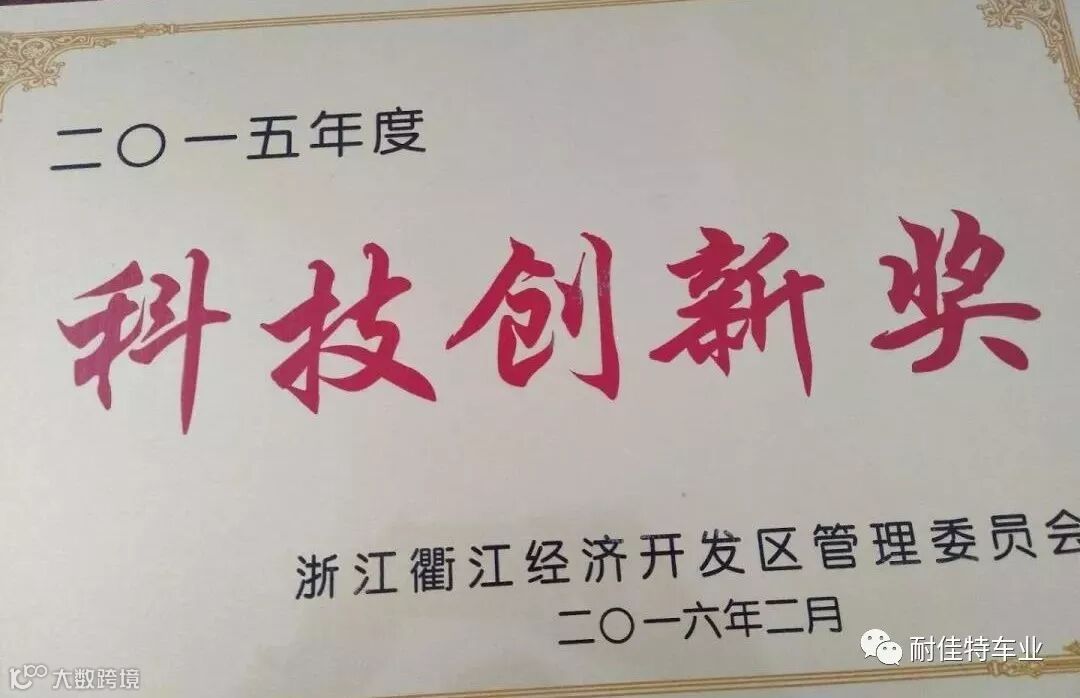 二〇一五年度
科技创新奖
浙江衢江经济开发区管理委员会
二〇一六年二月
耐佳特车业
大数跨境